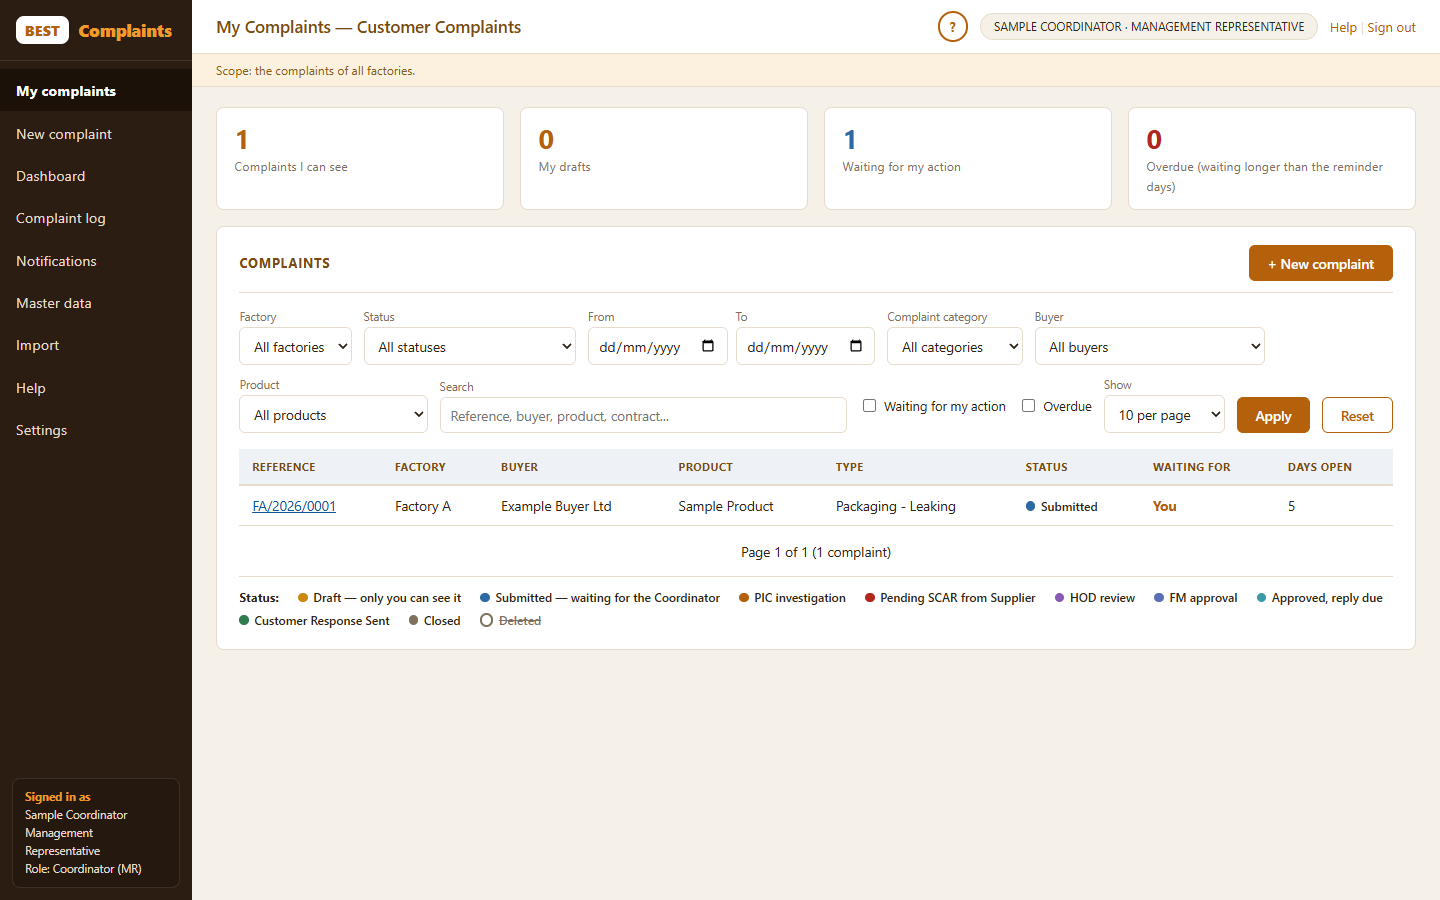 BEST Complaints
My complaints
New complaint
Dashboard
Complaint log
Notifications
Master data
Import
Help
Settings
Signed in as
Sample Coordinator
Management
Representative
Role: Coordinator (MR)
My Complaints — Customer Complaints
?
SAMPLE COORDINATOR · MANAGEMENT REPRESENTATIVE
Help | Sign out
Scope: the complaints of all factories.
1
Complaints I can see
0
My drafts
1
Waiting for my action
0
Overdue (waiting longer than the reminder
days)
COMPLAINTS
+ New complaint
Factory Status From To Complaint category Buyer
All factories All statuses dd/mm/yyyy dd/mm/yyyy All categories All buyers
Product Search Show
All products Reference, buyer, product, contract... Waiting for my action Overdue 10 per page Apply Reset
REFERENCE FACTORY BUYER PRODUCT TYPE STATUS WAITING FOR DAYS OPEN
FA/2026/0001 Factory A Example Buyer Ltd Sample Product Packaging - Leaking Submitted You 5
Page 1 of 1 (1 complaint)
Status: Draft — only you can see it Submitted — waiting for the Coordinator PIC investigation Pending SCAR from Supplier HOD review FM approval Approved, reply due
Customer Response Sent Closed Deleted